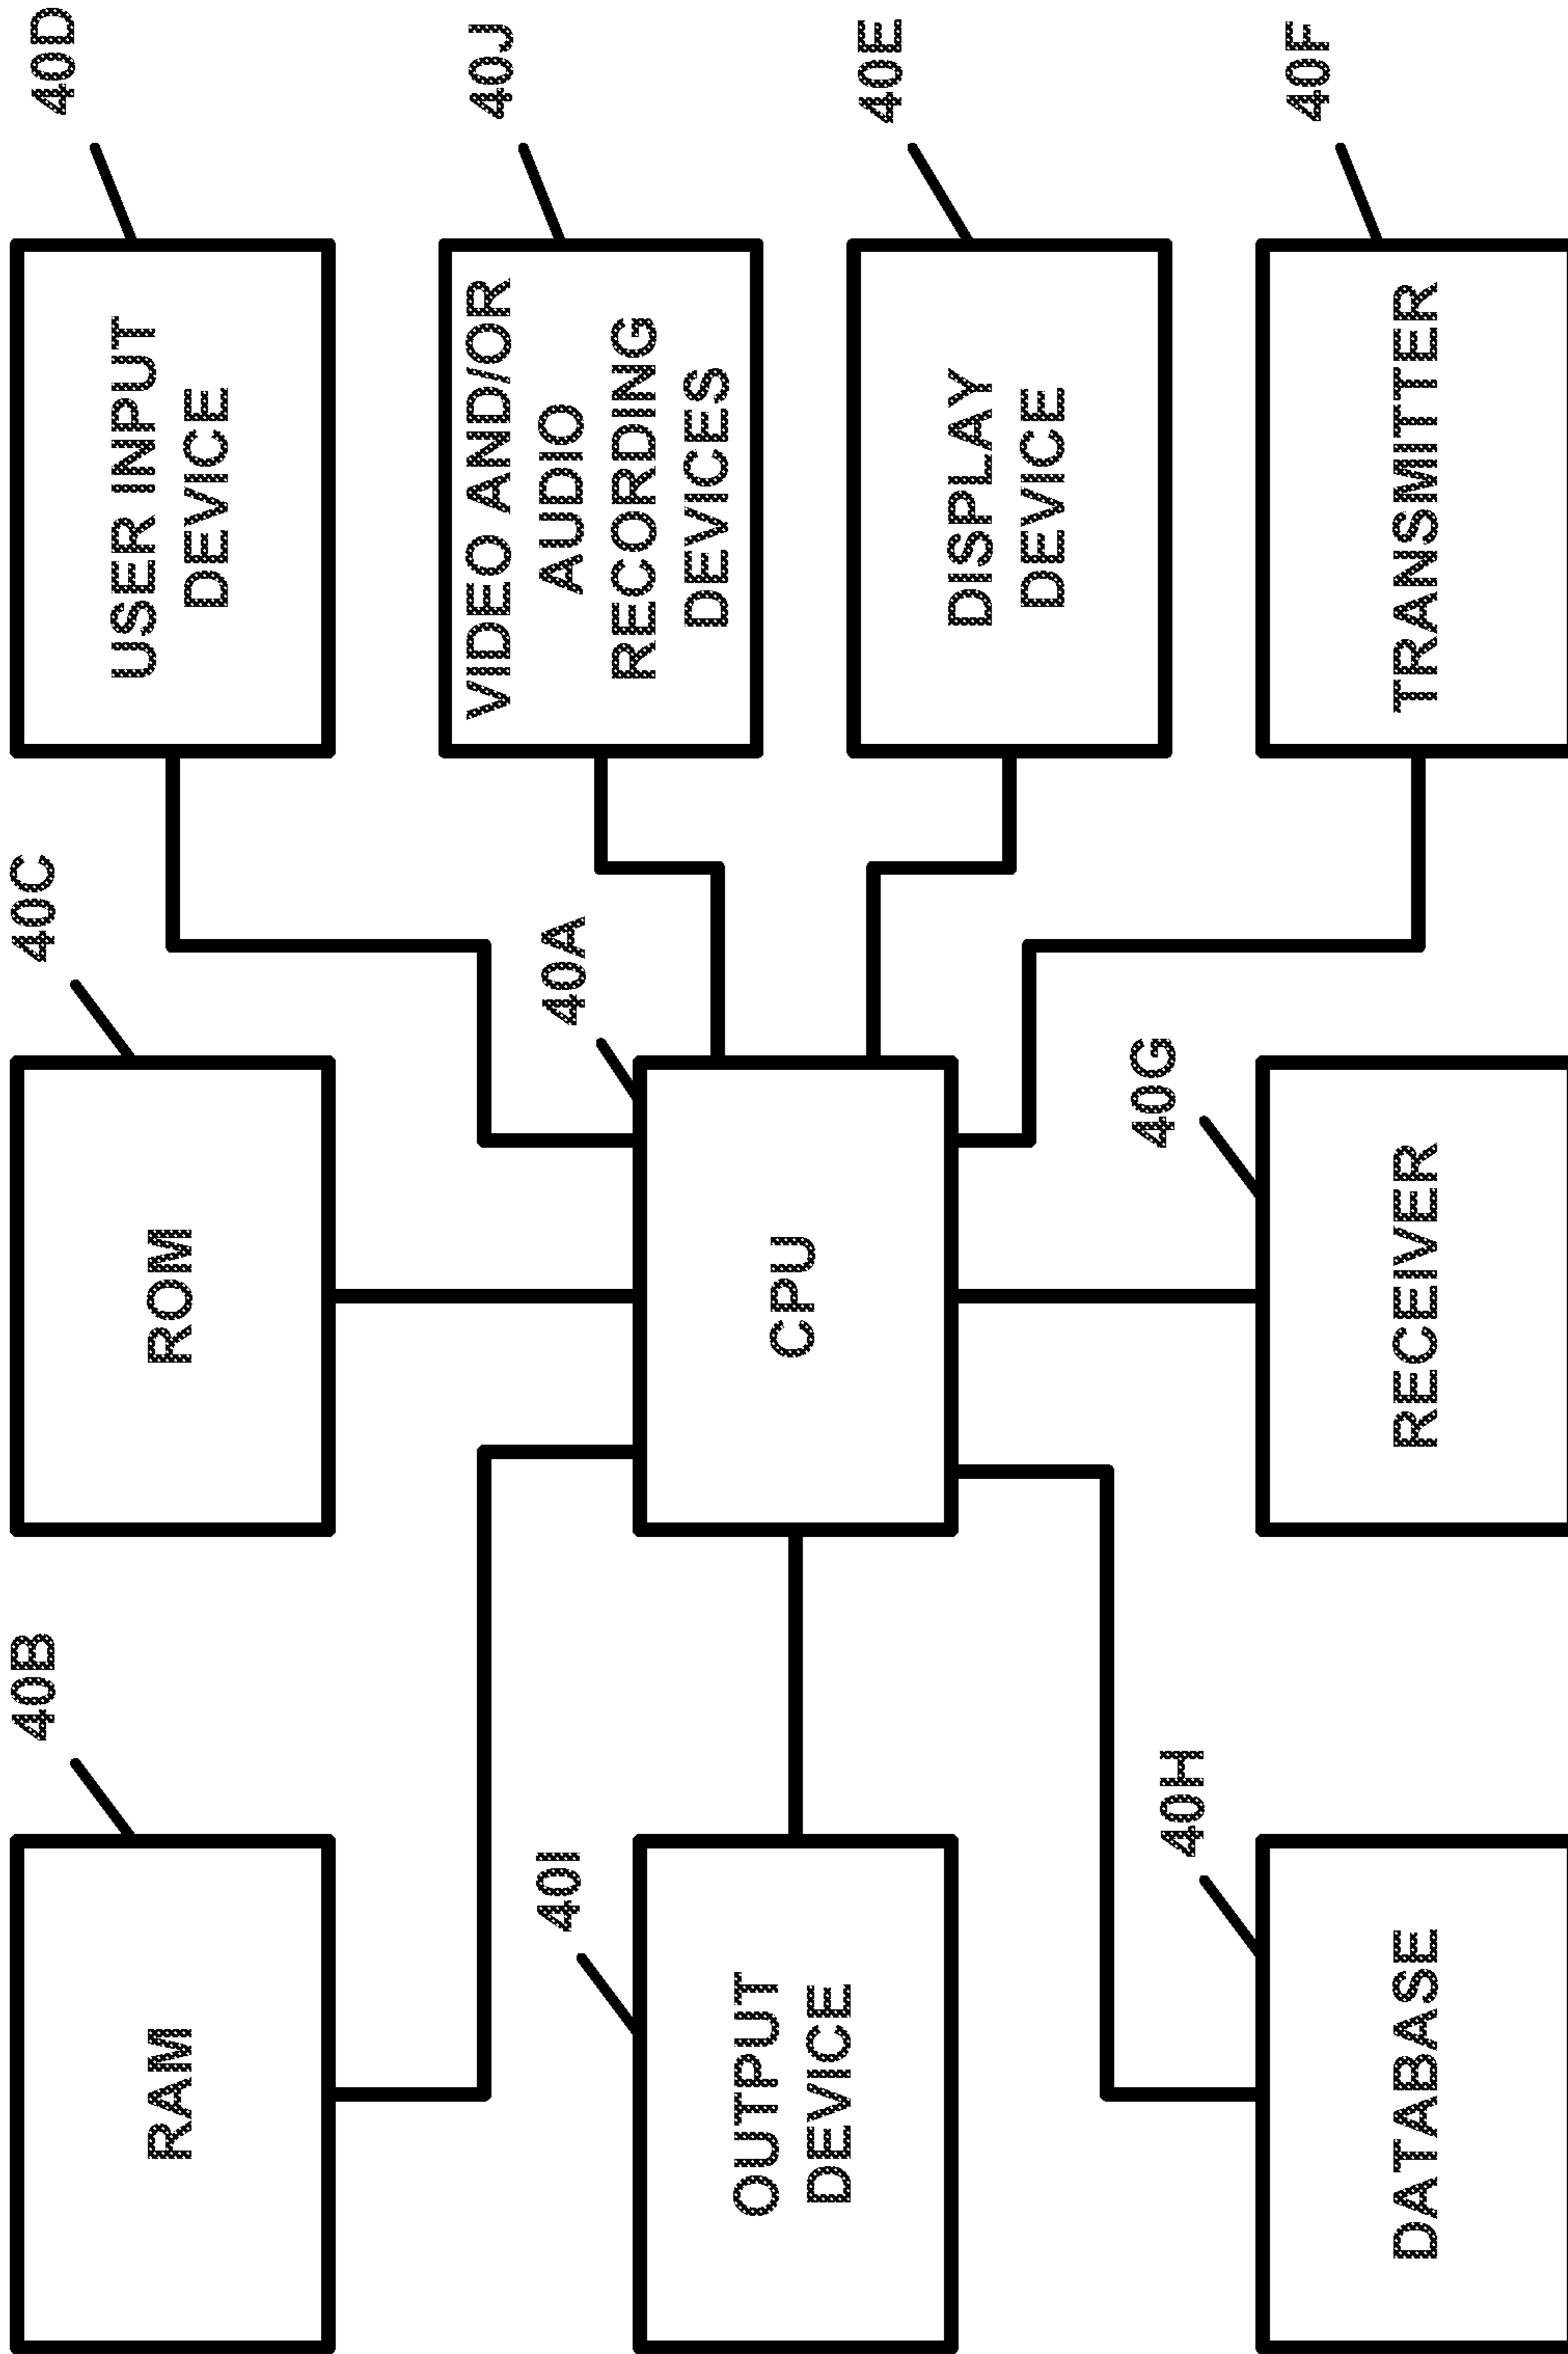 40B
RAM
40C
ROM
40D
USER INPUT
DEVICE
40J
VIDEO AND/OR
AUDIO
RECORDING
DEVICES
40I
OUTPUT
DEVICE
40A
CPU
40E
DISPLAY
DEVICE
40H
DATABASE
40G
RECEIVER
40F
TRANSMITTER